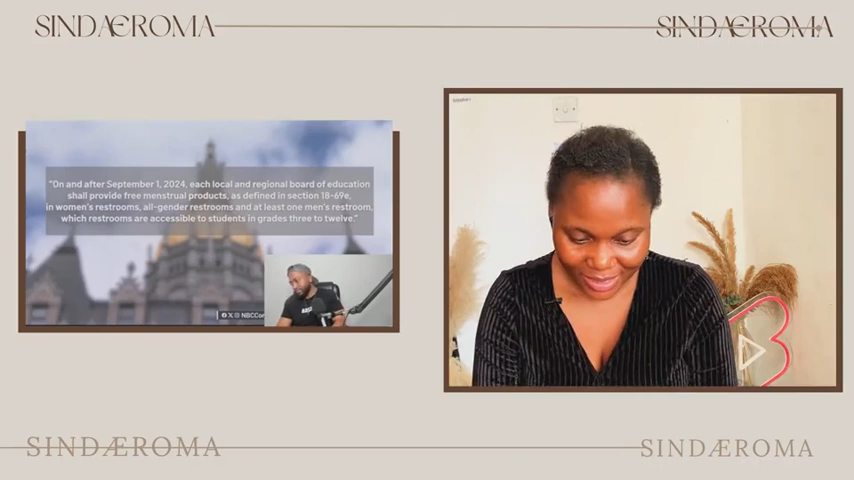 SINDÆROMA
SINDÆROMA
"On and after September 1, 2024, each local and regional board of education
shall provide free menstrual products, as defined in section 18-69e,
in women's restrooms, all-gender restrooms and at least one men's restroom,
which restrooms are accessible to students in grades three to twelve."
SINDÆROMA
SINDÆROMA